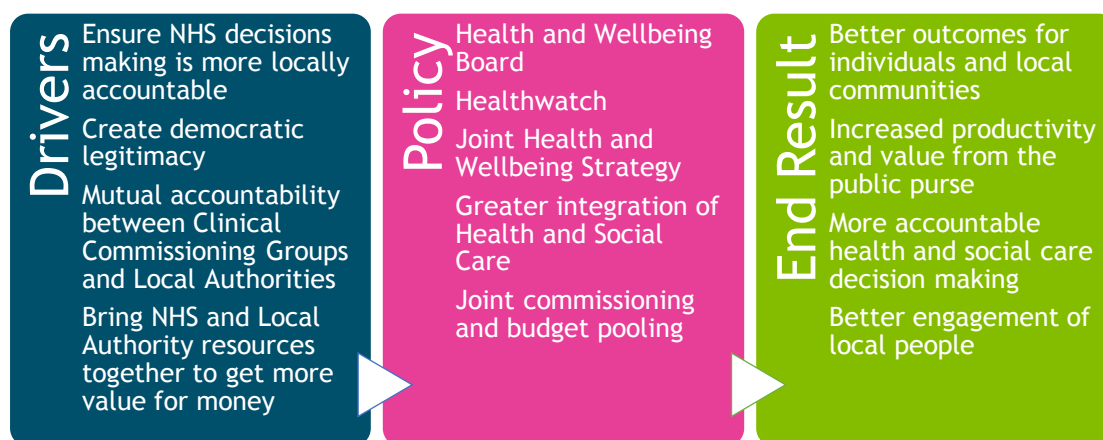 Drivers
Ensure NHS decisions
making is more locally
accountable
Create democratic
legitimacy
Mutual accountability
between Clinical
Commissioning Groups
and Local Authorities
Bring NHS and Local
Authority resources
together to get more
value for money
Policy
Health and Wellbeing
Board
Healthwatch
Joint Health and
Wellbeing Strategy
Greater integration of
Health and Social
Care
Joint commissioning
and budget pooling
End Result
Better outcomes for
individuals and local
communities
Increased productivity
and value from the
public purse
More accountable
health and social care
decision making
Better engagement of
local people